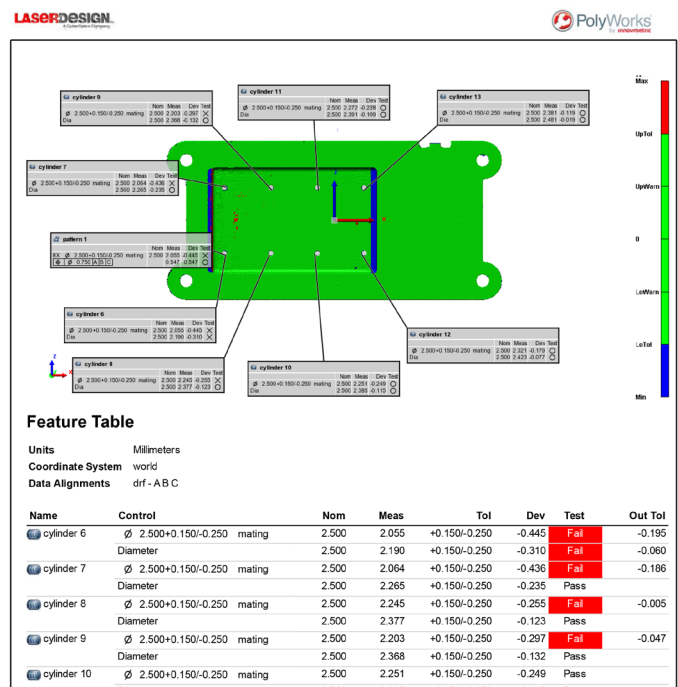 LASERDESIGN
A CyberOptics Company
PolyWorks
by innovmetric
cylinder 9
Nom Meas Dev Test
Ø 2.500+0.150/-0.250 mating 2.500 2.203 -0.297 X
Dia 2.500 2.368 -0.132 O
cylinder 11
Nom Meas Dev Test
Ø 2.500+0.150/-0.250 mating 2.500 2.272 -0.228 O
Dia 2.500 2.391 -0.109 O
cylinder 13
Nom Meas Dev Test
Ø 2.500+0.150/-0.250 mating 2.500 2.381 -0.119 O
Dia 2.500 2.481 -0.019 O
cylinder 7
Nom Meas Dev Test
Ø 2.500+0.150/-0.250 mating 2.500 2.064 -0.436 X
Dia 2.500 2.265 -0.235 O
pattern 1
Nom Meas Dev Test
8X Ø 2.500+0.150/-0.250 mating 2.500 2.055 -0.445 X
⌖ Ø 0.750 A B C 0.547 0.547 O
cylinder 6
Nom Meas Dev Test
Ø 2.500+0.150/-0.250 mating 2.500 2.055 -0.445 X
Dia 2.500 2.190 -0.310 X
cylinder 8
Nom Meas Dev Test
Ø 2.500+0.150/-0.250 mating 2.500 2.245 -0.255 X
Dia 2.500 2.377 -0.123 O
cylinder 10
Nom Meas Dev Test
Ø 2.500+0.150/-0.250 mating 2.500 2.251 -0.249 O
Dia 2.500 2.385 -0.115 O
cylinder 12
Nom Meas Dev Test
Ø 2.500+0.150/-0.250 mating 2.500 2.321 -0.179 O
Dia 2.500 2.423 -0.077 O
Z
X
Z
X
Max
UpTol
UpWarn
0
LoWarn
LoTol
Min
Feature Table
Units Millimeters
Coordinate System world
Data Alignments drf - A B C
Name Control Nom Meas Tol Dev Test Out Tol
cylinder 6 Ø 2.500+0.150/-0.250 mating 2.500 2.055 +0.150/-0.250 -0.445 Fail -0.195
Diameter 2.500 2.190 +0.150/-0.250 -0.310 Fail -0.060
cylinder 7 Ø 2.500+0.150/-0.250 mating 2.500 2.064 +0.150/-0.250 -0.436 Fail -0.186
Diameter 2.500 2.265 +0.150/-0.250 -0.235 Pass
cylinder 8 Ø 2.500+0.150/-0.250 mating 2.500 2.245 +0.150/-0.250 -0.255 Fail -0.005
Diameter 2.500 2.377 +0.150/-0.250 -0.123 Pass
cylinder 9 Ø 2.500+0.150/-0.250 mating 2.500 2.203 +0.150/-0.250 -0.297 Fail -0.047
Diameter 2.500 2.368 +0.150/-0.250 -0.132 Pass
cylinder 10 Ø 2.500+0.150/-0.250 mating 2.500 2.251 +0.150/-0.250 -0.249 Pass